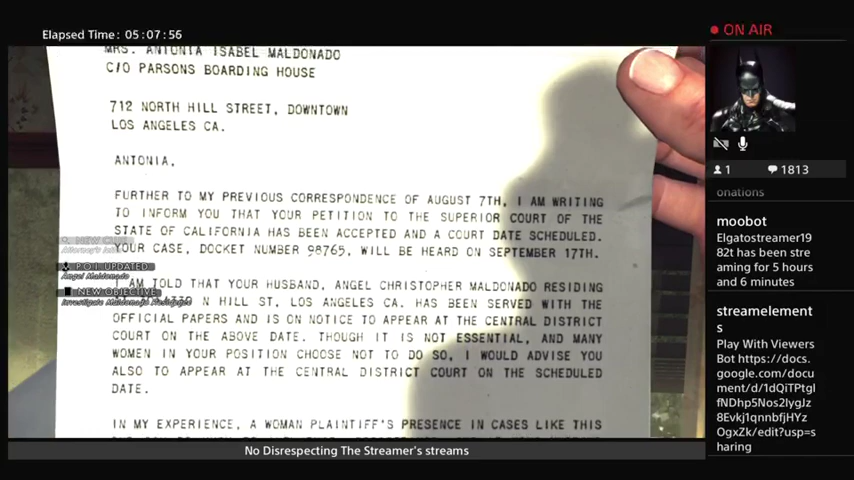 Elapsed Time : 05:07:56
MRS. ANTONIA ISABEL MALDONADO
C/O PARSONS BOARDING HOUSE
712 NORTH HILL STREET, DOWNTOWN
LOS ANGELES CA.
ANTONIA,
FURTHER TO MY PREVIOUS CORRESPONDENCE OF AUGUST 7TH, I AM WRITING
TO INFORM YOU THAT YOUR PETITION TO THE SUPERIOR COURT OF THE
STATE OF CALIFORNIA HAS BEEN ACCEPTED AND A COURT DATE SCHEDULED.
YOUR CASE, DOCKET NUMBER 98765, WILL BE HEARD ON SEPTEMBER 17TH.
I AM TOLD THAT YOUR HUSBAND, ANGEL CHRISTOPHER MALDONADO RESIDING
N HILL ST, LOS ANGELES CA. HAS BEEN SERVED WITH THE
OFFICIAL PAPERS AND IS ON NOTICE TO APPEAR AT THE CENTRAL DISTRICT
COURT ON THE ABOVE DATE. THOUGH IT IS NOT ESSENTIAL, AND MANY
WOMEN IN YOUR POSITION CHOOSE NOT TO DO SO, I WOULD ADVISE YOU
ALSO TO APPEAR AT THE CENTRAL DISTRICT COURT ON THE SCHEDULED
DATE.
IN MY EXPERIENCE, A WOMAN PLAINTIFF'S PRESENCE IN CASES LIKE THIS
NEW
P.O.I. UPDATED
Angel Maldonado
NEW OBJECTIVE
Investigate Maldonado
No Disrespecting The Streamer's streams
ON AIR
1
1813
onations
moobot
Elgatostreamer19
82t has been stre
aming for 5 hours
and 6 minutes
streamelement
s
Play With Viewers
Bot https://docs.
google.com/docu
ment/d/1dQiTPtgl
fNDhp5Nos2IygJz
8Evkj1qnnbfjHYz
OgxZk/edit?usp=s
haring